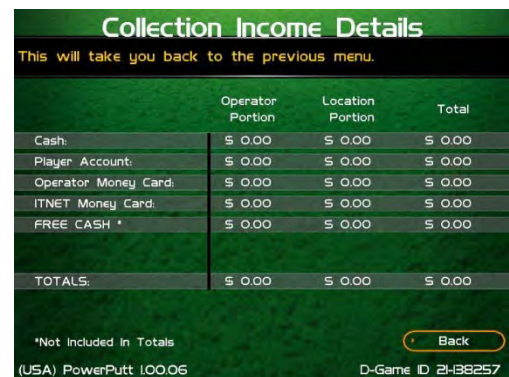 Collection Income Details
This will take you back to the previous menu.
Operator Portion Location Portion Total
Cash: $ 0.00 $ 0.00 $ 0.00
Player Account: $ 0.00 $ 0.00 $ 0.00
Operator Money Card: $ 0.00 $ 0.00 $ 0.00
ITNET Money Card: $ 0.00 $ 0.00 $ 0.00
FREE CASH * $ 0.00 $ 0.00 $ 0.00
TOTALS: $ 0.00 $ 0.00 $ 0.00
*Not Included In Totals
Back
(USA) PowerPutt 1.00.06 D-Game ID 21-138257